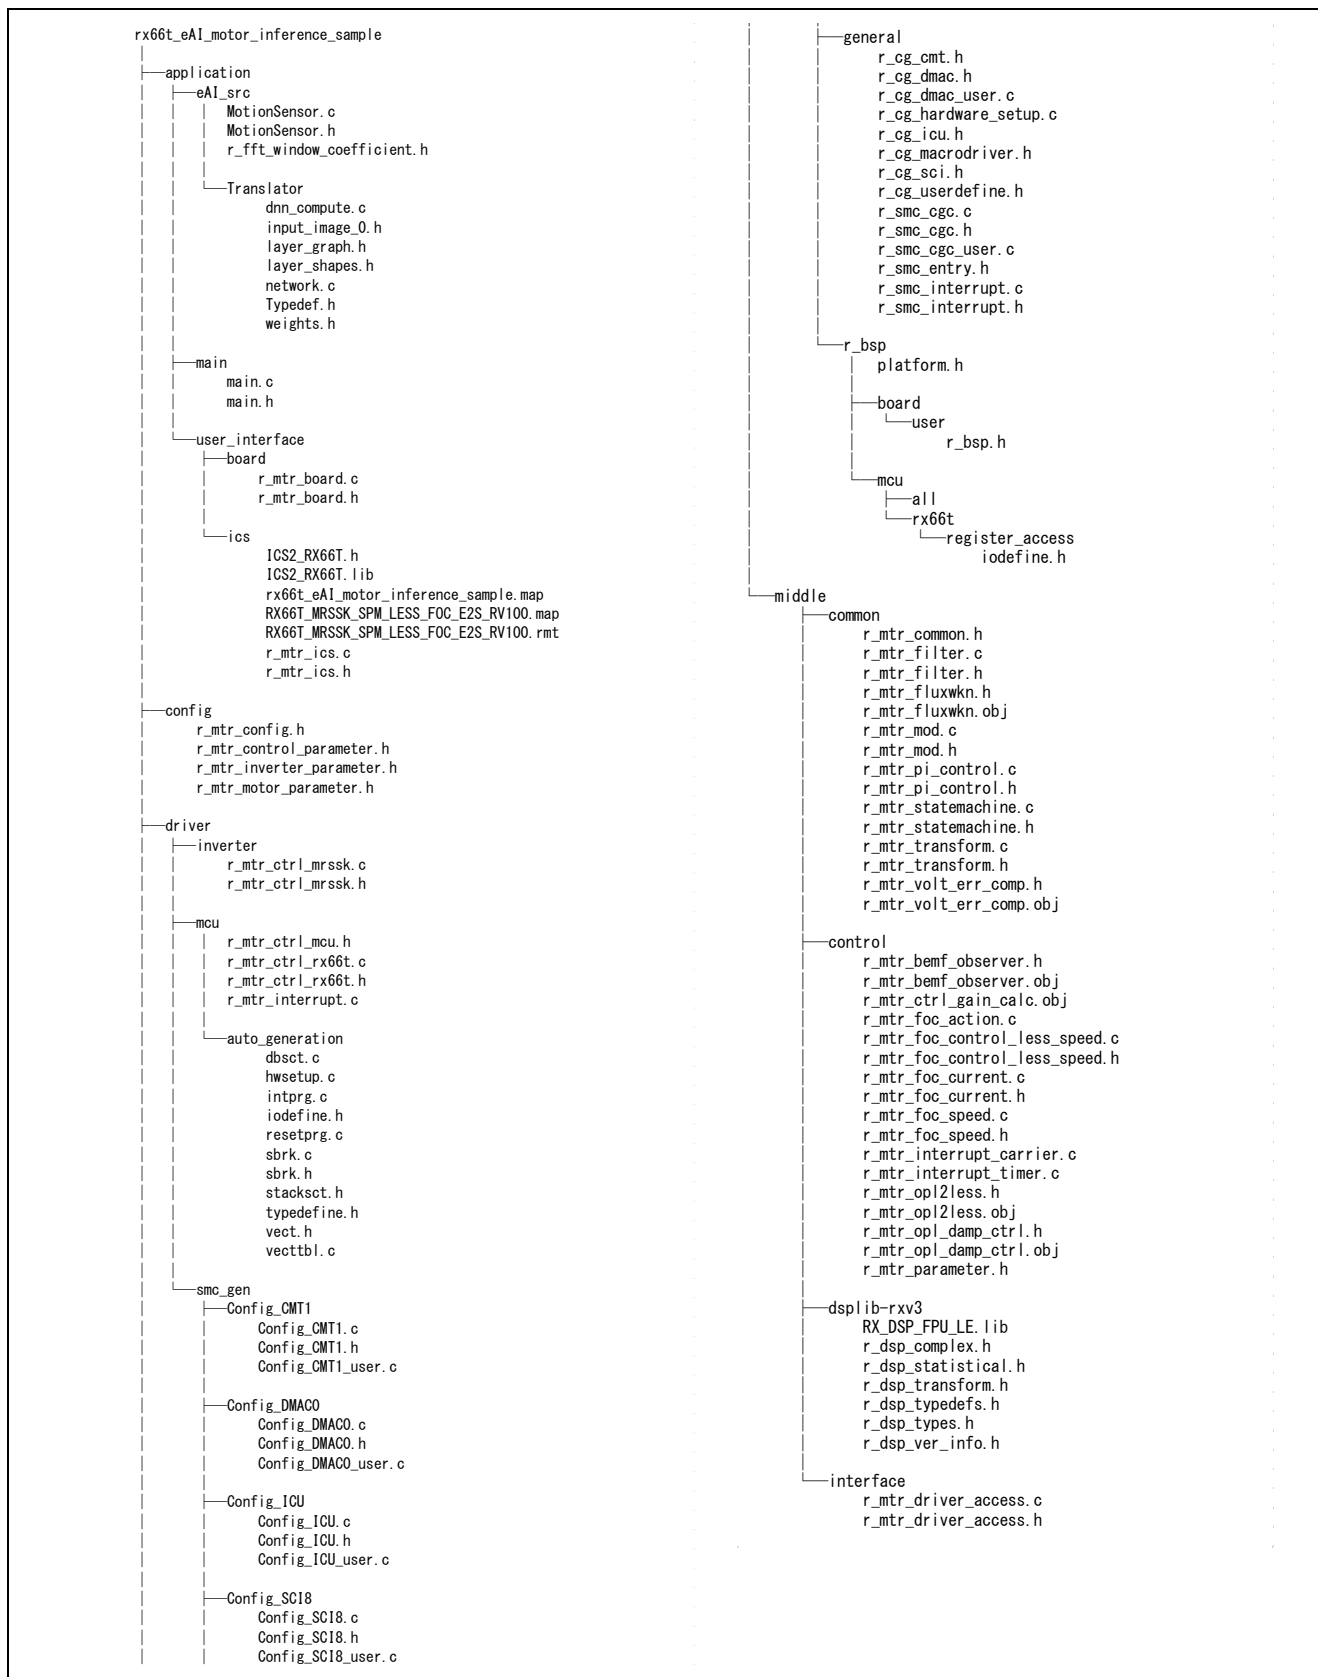 rx66t_eAI_motor_inference_sample
application
eAI_src
MotionSensor.c
MotionSensor.h
r_fft_window_coefficient.h
Translator
dnn_compute.c
input_image_0.h
layer_graph.h
layer_shapes.h
network.c
Typedef.h
weights.h
main
main.c
main.h
user_interface
board
r_mtr_board.c
r_mtr_board.h
ics
ICS2_RX66T.h
ICS2_RX66T.lib
rx66t_eAI_motor_inference_sample.map
RX66T_MRSSK_SPM_LESS_FOC_E2S_RV100.map
RX66T_MRSSK_SPM_LESS_FOC_E2S_RV100.rmt
r_mtr_ics.c
r_mtr_ics.h
config
r_mtr_config.h
r_mtr_control_parameter.h
r_mtr_inverter_parameter.h
r_mtr_motor_parameter.h
driver
inverter
r_mtr_ctrl_mrssk.c
r_mtr_ctrl_mrssk.h
mcu
r_mtr_ctrl_mcu.h
r_mtr_ctrl_rx66t.c
r_mtr_ctrl_rx66t.h
r_mtr_interrupt.c
auto_generation
dbsct.c
hwsetup.c
intprg.c
iodefine.h
resetprg.c
sbrk.c
sbrk.h
stacksct.h
typedefine.h
vect.h
vecttbl.c
smc_gen
Config_CMT1
Config_CMT1.c
Config_CMT1.h
Config_CMT1_user.c
Config_DMAC0
Config_DMAC0.c
Config_DMAC0.h
Config_DMAC0_user.c
Config_ICU
Config_ICU.c
Config_ICU.h
Config_ICU_user.c
Config_SCI8
Config_SCI8.c
Config_SCI8.h
Config_SCI8_user.c
general
r_cg_cmt.h
r_cg_dmac.h
r_cg_dmac_user.c
r_cg_hardware_setup.c
r_cg_icu.h
r_cg_macrodriver.h
r_cg_sci.h
r_cg_userdefine.h
r_smc_cgc.c
r_smc_cgc.h
r_smc_cgc_user.c
r_smc_entry.h
r_smc_interrupt.c
r_smc_interrupt.h
r_bsp
platform.h
board
user
r_bsp.h
mcu
all
rx66t
register_access
iodefine.h
middle
common
r_mtr_common.h
r_mtr_filter.c
r_mtr_filter.h
r_mtr_fluxwkn.h
r_mtr_fluxwkn.obj
r_mtr_mod.c
r_mtr_mod.h
r_mtr_pi_control.c
r_mtr_pi_control.h
r_mtr_statemachine.c
r_mtr_statemachine.h
r_mtr_transform.c
r_mtr_transform.h
r_mtr_volt_err_comp.h
r_mtr_volt_err_comp.obj
control
r_mtr_bemf_observer.h
r_mtr_bemf_observer.obj
r_mtr_ctrl_gain_calc.obj
r_mtr_foc_action.c
r_mtr_foc_control_less_speed.c
r_mtr_foc_control_less_speed.h
r_mtr_foc_current.c
r_mtr_foc_current.h
r_mtr_foc_speed.c
r_mtr_foc_speed.h
r_mtr_interrupt_carrier.c
r_mtr_interrupt_timer.c
r_mtr_opl2less.h
r_mtr_opl2less.obj
r_mtr_opl_damp_ctrl.h
r_mtr_opl_damp_ctrl.obj
r_mtr_parameter.h
dsplib-rxv3
RX_DSP_FPU_LE.lib
r_dsp_complex.h
r_dsp_statistical.h
r_dsp_transform.h
r_dsp_typedefs.h
r_dsp_types.h
r_dsp_ver_info.h
interface
r_mtr_driver_access.c
r_mtr_driver_access.h